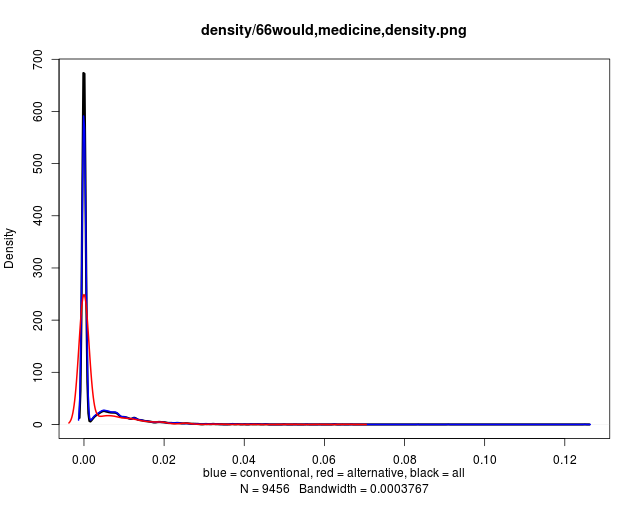 density/66would,medicine,density.png
Density
700
600
500
400
300
200
100
0
0.00 0.02 0.04 0.06 0.08 0.10 0.12
blue = conventional, red = alternative, black = all
N = 9456 Bandwidth = 0.0003767